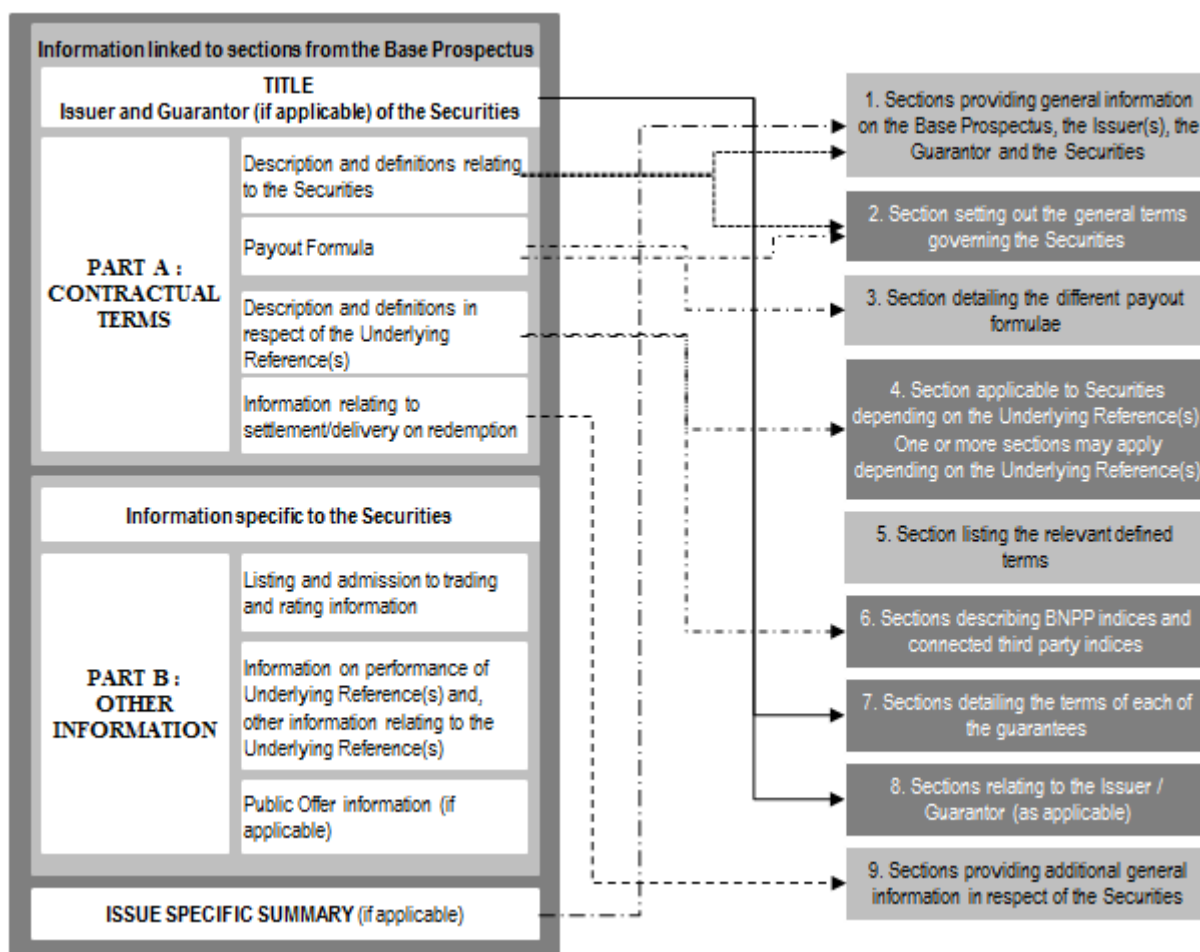 Information linked to sections from the Base Prospectus
TITLE
Issuer and Guarantor (if applicable) of the Securities
PART A :
CONTRACTUAL
TERMS
Description and definitions relating
to the Securities
Payout Formula
Description and definitions in
respect of the Underlying
Reference(s)
Information relating to
settlement/delivery on redemption
Information specific to the Securities
PART B :
OTHER
INFORMATION
Listing and admission to trading
and rating information
Information on performance of
Underlying Reference(s) and,
other information relating to the
Underlying Reference(s)
Public Offer information (if
applicable)
ISSUE SPECIFIC SUMMARY (if applicable)
1. Sections providing general information
on the Base Prospectus, the Issuer(s), the
Guarantor and the Securities
2. Section setting out the general terms
governing the Securities
3. Section detailing the different payout
formulae
4. Section applicable to Securities
depending on the Underlying Reference(s)
One or more sections may apply
depending on the Underlying Reference(s)
5. Section listing the relevant defined
terms
6. Sections describing BNPP indices and
connected third party indices
7. Sections detailing the terms of each of
the guarantees
8. Sections relating to the Issuer /
Guarantor (as applicable)
9. Sections providing additional general
information in respect of the Securities